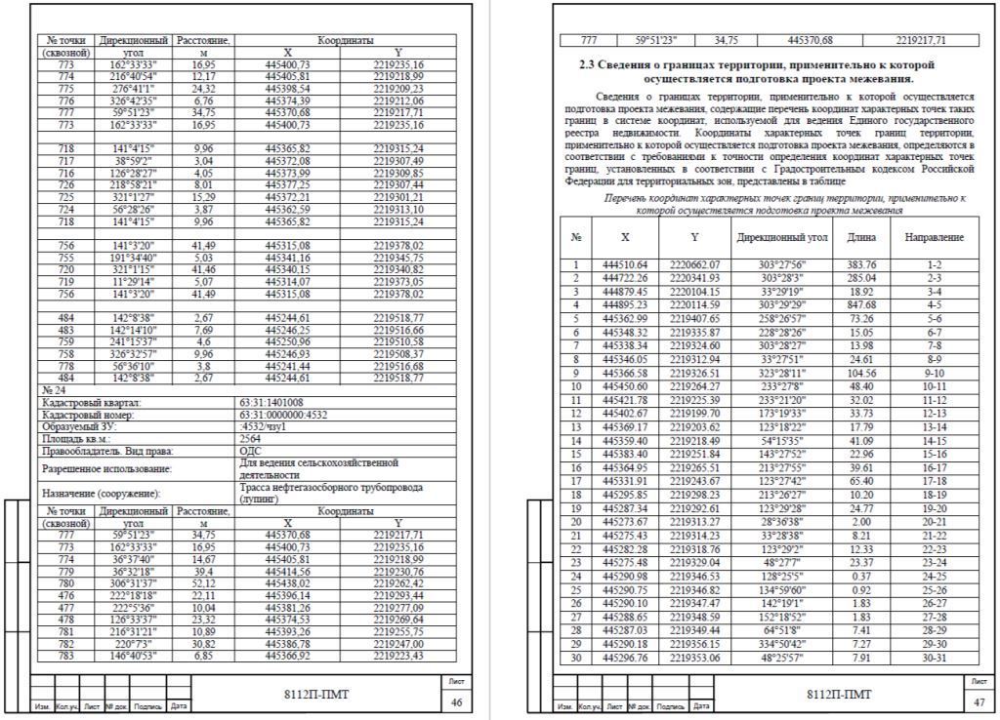 № точки Дирекционный Расстояние, Координаты
(сквозной) угол м X Y
773 162°33'33" 16,95 445400,73 2219235,16
774 216°40'54" 12,17 445405,81 2219218,99
775 276°41'1" 24,32 445398,54 2219209,23
776 326°42'35" 6,76 445374,39 2219212,06
777 59°51'23" 34,75 445370,68 2219217,71
773 162°33'33" 16,95 445400,73 2219235,16
718 141°4'15" 9,96 445365,82 2219315,24
717 38°59'2" 3,04 445372,08 2219307,49
716 126°28'27" 4,05 445373,99 2219309,85
726 218°58'21" 8,01 445377,25 2219307,44
725 321°1'27" 15,29 445372,21 2219301,21
724 56°28'26" 3,87 445362,59 2219313,10
718 141°4'15" 9,96 445365,82 2219315,24
756 141°3'20" 41,49 445315,08 2219378,02
755 191°34'40" 5,03 445341,16 2219345,75
720 321°1'15" 41,46 445340,15 2219340,82
719 11°29'14" 5,07 445314,07 2219373,05
756 141°3'20" 41,49 445315,08 2219378,02
484 142°8'38" 2,67 445244,61 2219518,77
483 142°14'10" 7,69 445246,25 2219516,66
759 241°15'37" 4,6 445250,96 2219510,58
758 326°32'57" 9,96 445246,93 2219508,37
778 56°36'10" 3,8 445241,44 2219516,68
484 142°8'38" 2,67 445244,61 2219518,77
№ 24
Кадастровый квартал: 63:31:1401008
Кадастровый номер: 63:31:0000000:4532
Образуемый ЗУ: :4532/чзу1
Площадь кв.м.: 2564
Правообладатель. Вид права: ОДС
Разрешенное использование: Для ведения сельскохозяйственной
деятельности
Назначение (сооружение): Трасса нефтегазосборного трубопровода
(лупинг)
№ точки Дирекционный Расстояние, Координаты
(сквозной) угол м X Y
777 59°51'23" 34,75 445370,68 2219217,71
773 162°33'33" 16,95 445400,73 2219235,16
774 36°37'40" 14,67 445405,81 2219218,99
779 36°32'18" 39,4 445414,56 2219230,76
780 306°31'37" 52,12 445438,02 2219262,42
476 222°18'18" 22,11 445396,14 2219293,44
477 222°5'36" 10,04 445381,26 2219277,09
478 126°33'37" 23,32 445374,53 2219269,64
781 216°31'21" 10,89 445393,26 2219255,75
782 220°7'3" 30,82 445386,78 2219247,00
783 146°40'53" 6,85 445366,92 2219223,43
Изм. Кол.уч. Лист № док. Подпись Дата
8112П-ПМТ
Лист
46
777 59°51'23" 34,75 445370,68 2219217,71
2.3 Сведения о границах территории, применительно к которой
осуществляется подготовка проекта межевания.
Сведения о границах территории, применительно к которой осуществляется
подготовка проекта межевания, содержащие перечень координат характерных точек таких
границ в системе координат, используемой для ведения Единого государственного
реестра недвижимости. Координаты характерных точек границ территории,
применительно к которой осуществляется подготовка проекта межевания, определяются в
соответствии с требованиями к точности определения координат характерных точек
границ, установленных в соответствии с Градостроительным кодексом Российской
Федерации для территориальных зон, представлены в таблице
Перечень координат характерных точек границ территории, применительно к
которой осуществляется подготовка проекта межевания
№ X Y Дирекционный угол Длина Направление
1 444510.64 2220662.07 303°27'56" 383.76 1-2
2 444722.26 2220341.93 303°28'3" 285.04 2-3
3 444879.45 2220104.15 33°29'19" 18.92 3-4
4 444895.23 2220114.59 303°29'29" 847.68 4-5
5 445362.99 2219407.65 258°26'57" 73.26 5-6
6 445348.32 2219335.87 228°28'26" 15.05 6-7
7 445338.34 2219324.60 303°28'27" 13.98 7-8
8 445346.05 2219312.94 33°27'51" 24.61 8-9
9 445366.58 2219326.51 323°28'11" 104.56 9-10
10 445450.60 2219264.27 233°27'8" 48.40 10-11
11 445421.78 2219225.39 233°21'20" 32.02 11-12
12 445402.67 2219199.70 173°19'33" 33.73 12-13
13 445369.17 2219203.62 123°18'22" 17.79 13-14
14 445359.40 2219218.49 54°15'35" 41.09 14-15
15 445383.40 2219251.84 143°27'52" 22.96 15-16
16 445364.95 2219265.51 213°27'55" 39.61 16-17
17 445331.91 2219243.67 123°27'42" 65.40 17-18
18 445295.85 2219298.23 213°26'27" 10.20 18-19
19 445287.34 2219292.61 123°29'28" 24.77 19-20
20 445273.67 2219313.27 28°36'38" 2.00 20-21
21 445275.43 2219314.23 33°28'38" 8.21 21-22
22 445282.28 2219318.76 123°29'2" 12.33 22-23
23 445275.48 2219329.04 48°27'7" 23.37 23-24
24 445290.98 2219346.53 128°25'5" 0.37 24-25
25 445290.75 2219346.82 134°59'60" 0.92 25-26
26 445290.10 2219347.47 142°19'1" 1.83 26-27
27 445288.65 2219348.59 152°18'52" 1.83 27-28
28 445287.03 2219349.44 64°51'8" 7.41 28-29
29 445290.18 2219356.15 334°50'42" 7.27 29-30
30 445296.76 2219353.06 48°25'57" 7.91 30-31
Изм. Кол.уч. Лист № док. Подпись Дата
8112П-ПМТ
Лист
47